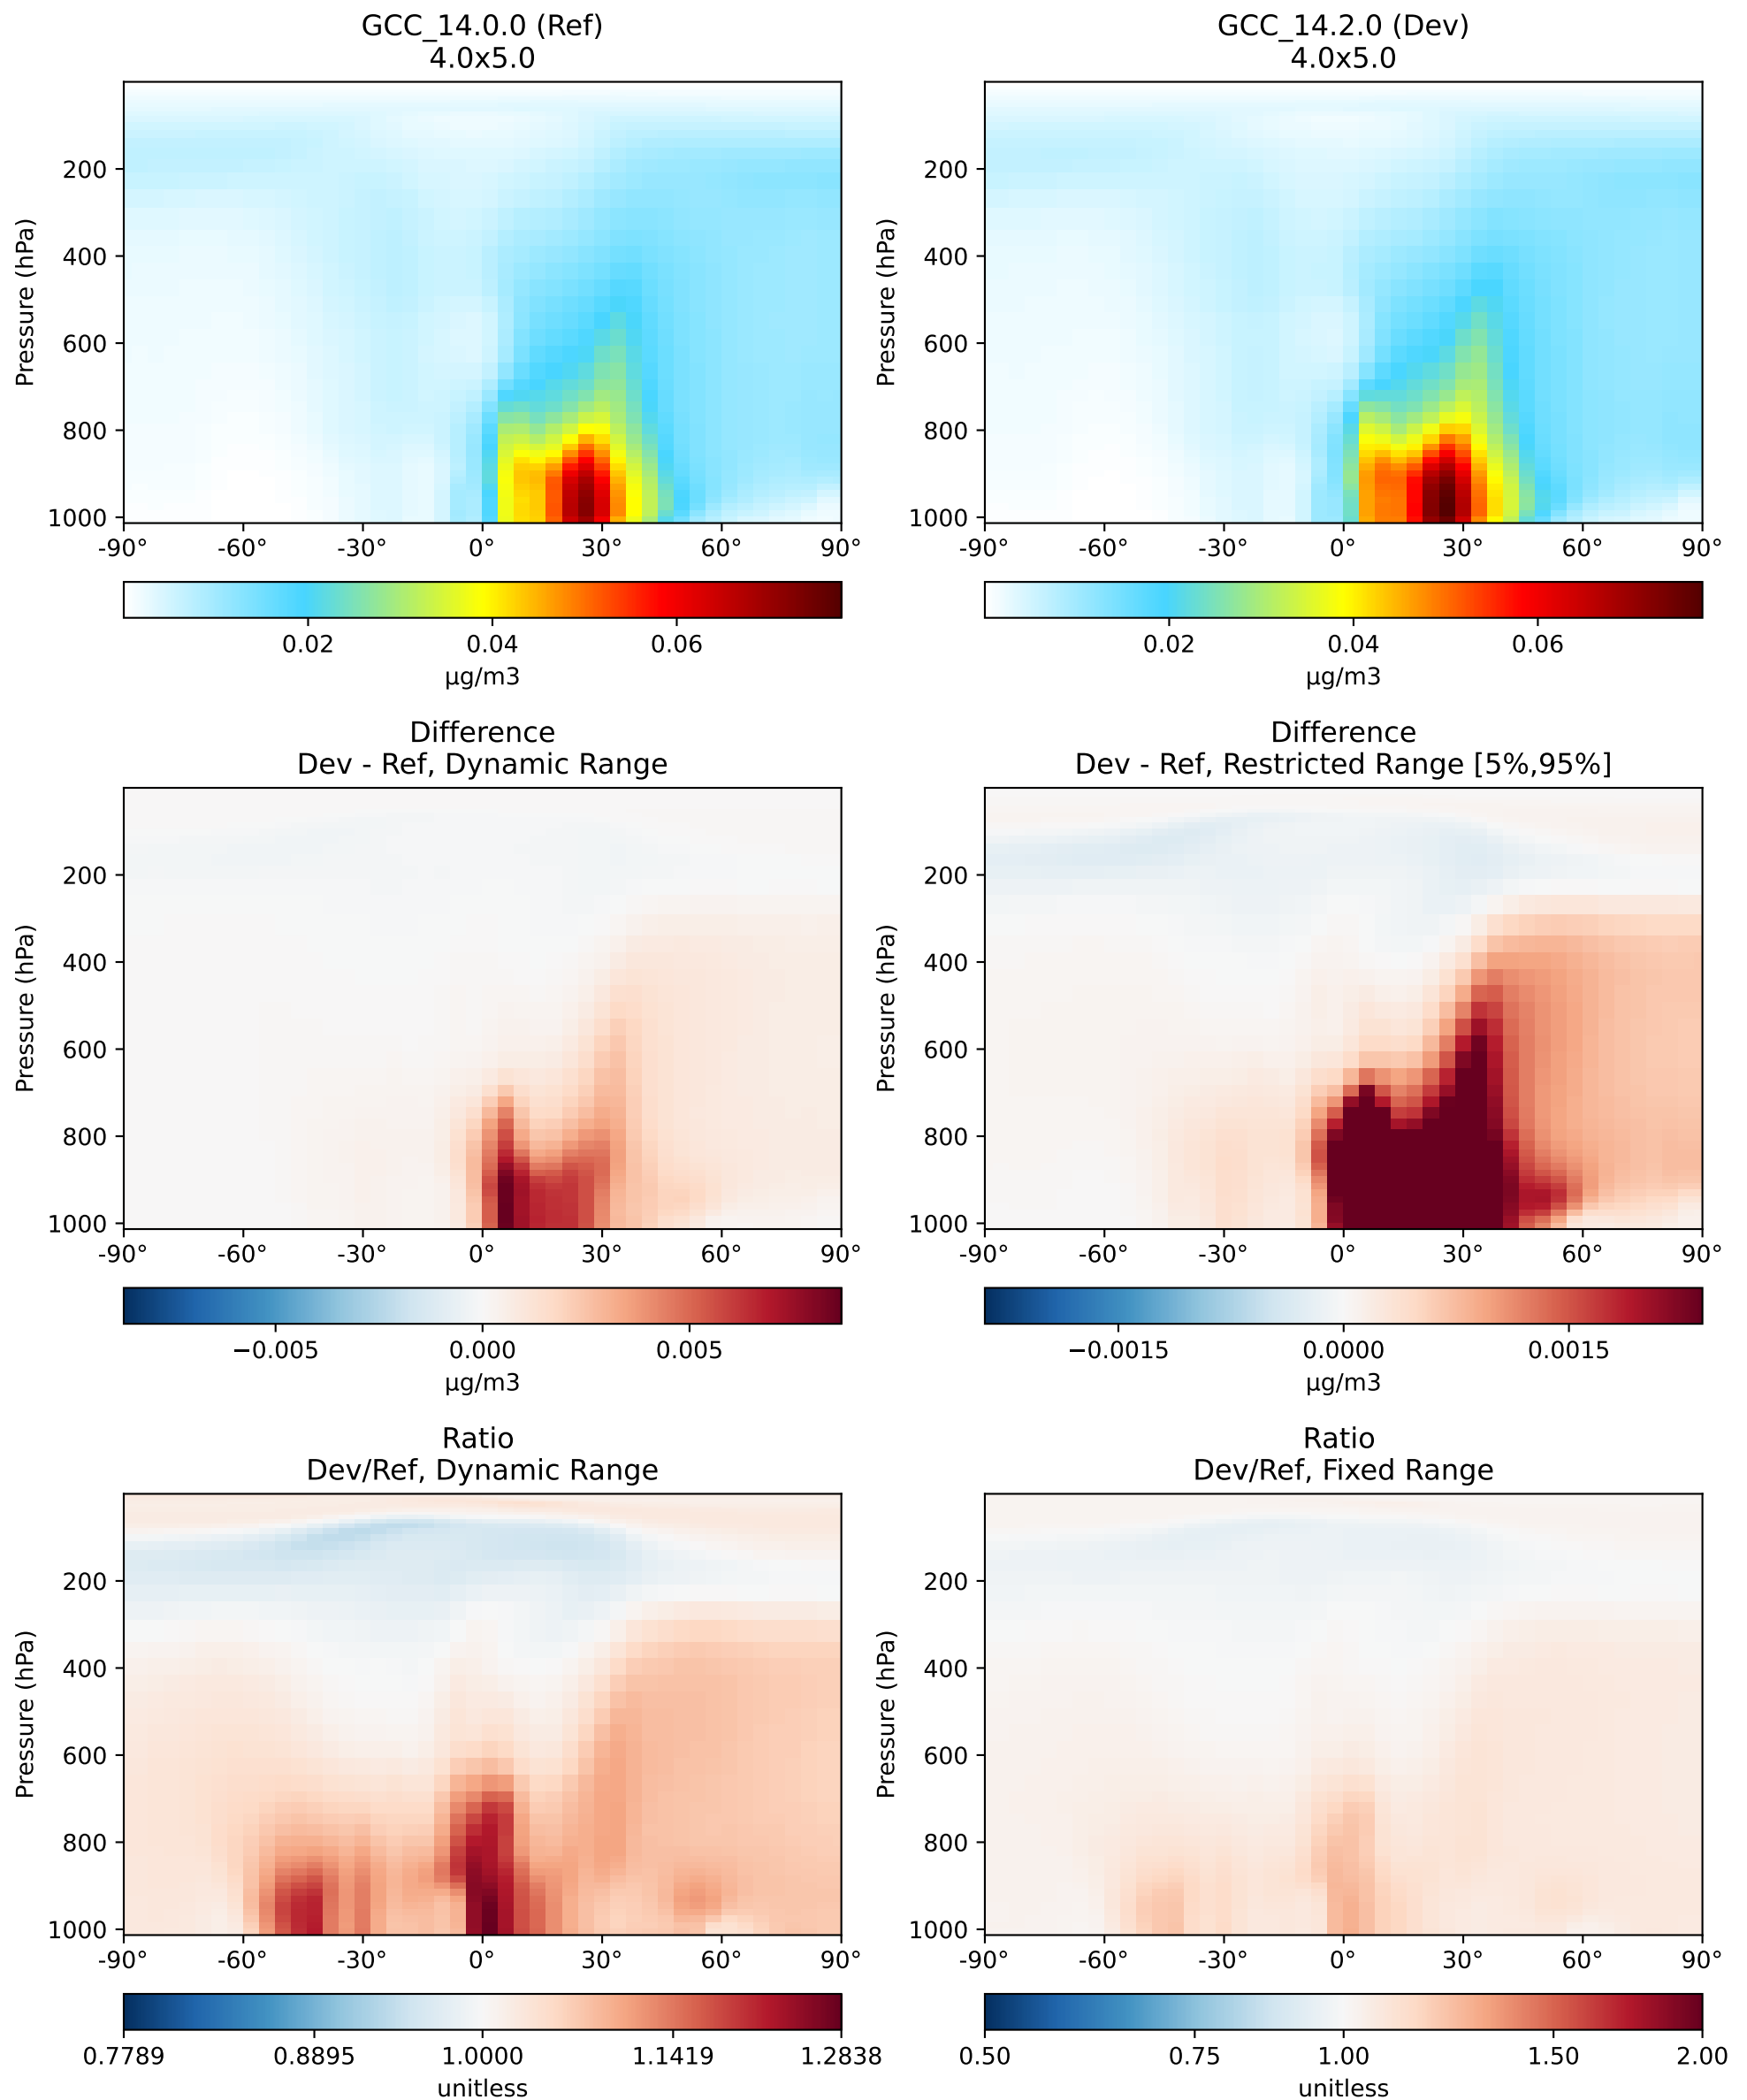 GCC_14.0.0 (Ref)
4.0x5.0
Pressure (hPa)
200
400
600
800
1000
-90° -60° -30° 0° 30° 60° 90°
0.02 0.04 0.06
µg/m3
GCC_14.2.0 (Dev)
4.0x5.0
Pressure (hPa)
200
400
600
800
1000
-90° -60° -30° 0° 30° 60° 90°
0.02 0.04 0.06
µg/m3
Difference
Dev - Ref, Dynamic Range
Pressure (hPa)
200
400
600
800
1000
-90° -60° -30° 0° 30° 60° 90°
−0.005 0.000 0.005
µg/m3
Difference
Dev - Ref, Restricted Range [5%,95%]
Pressure (hPa)
200
400
600
800
1000
-90° -60° -30° 0° 30° 60° 90°
−0.0015 0.0000 0.0015
µg/m3
Ratio
Dev/Ref, Dynamic Range
Pressure (hPa)
200
400
600
800
1000
-90° -60° -30° 0° 30° 60° 90°
0.7789 0.8895 1.0000 1.1419 1.2838
unitless
Ratio
Dev/Ref, Fixed Range
Pressure (hPa)
200
400
600
800
1000
-90° -60° -30° 0° 30° 60° 90°
0.50 0.75 1.00 1.50 2.00
unitless